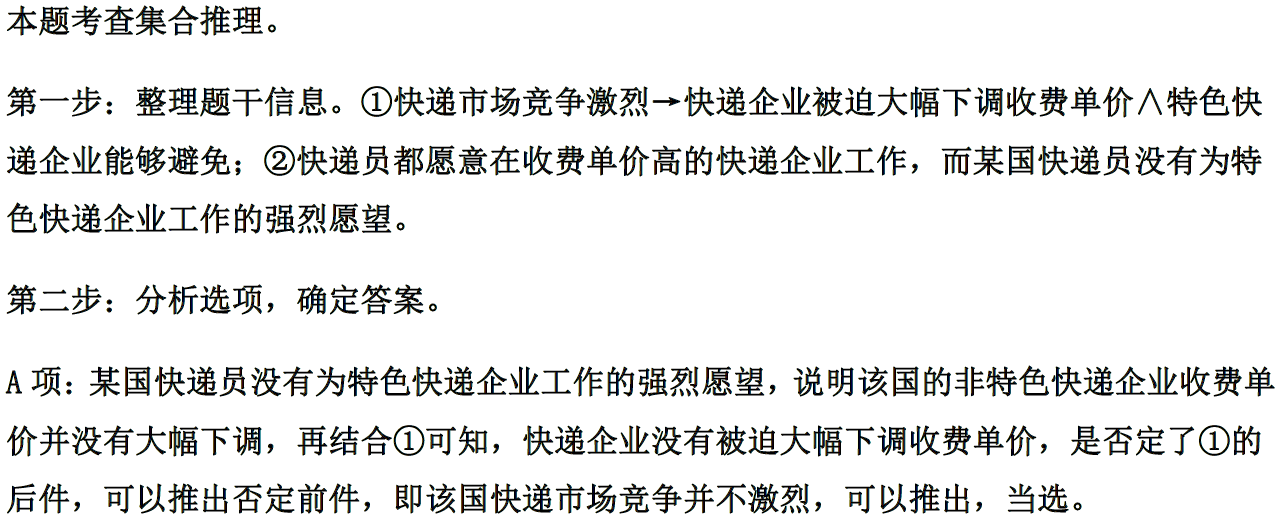 本题考查集合推理。
第一步：整理题干信息。①快递市场竞争激烈→快递企业被迫大幅下调收费单价∧特色快
递企业能够避免；②快递员都愿意在收费单价高的快递企业工作，而某国快递员没有为特
色快递企业工作的强烈愿望。
第二步：分析选项，确定答案。
A 项：某国快递员没有为特色快递企业工作的强烈愿望，说明该国的非特色快递企业收费单
价并没有大幅下调，再结合①可知，快递企业没有被迫大幅下调收费单价，是否定了①的
后件，可以推出否定前件，即该国快递市场竞争并不激烈，可以推出，当选。